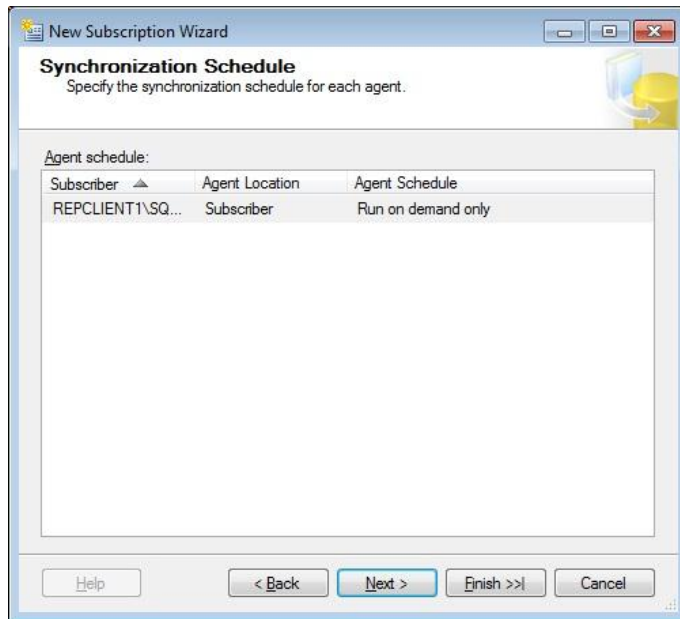 New Subscription Wizard
Synchronization Schedule
Specify the synchronization schedule for each agent.
Agent schedule:
Subscriber Agent Location Agent Schedule
REPCLIENT1\SQ... Subscriber Run on demand only
Help < Back Next > Finish >>| Cancel